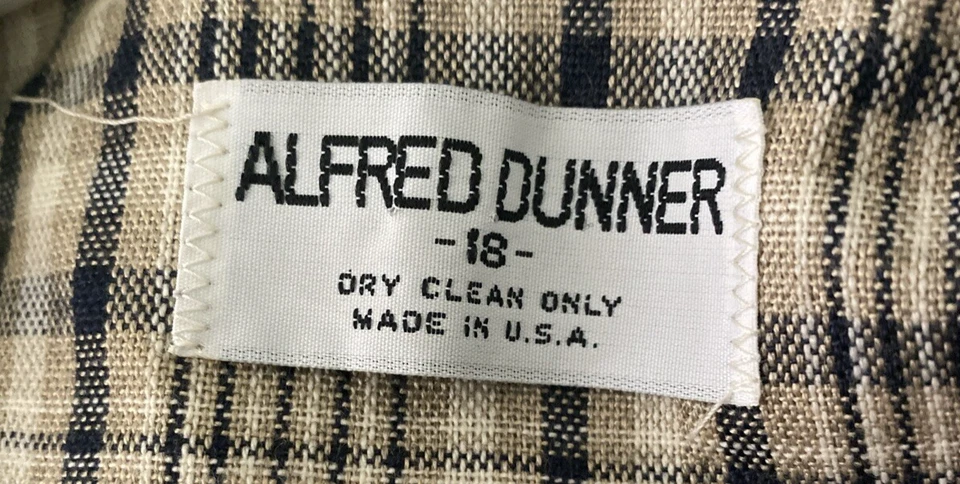 ALFRED DUNNER
-18-
DRY CLEAN ONLY
MADE IN U.S.A.